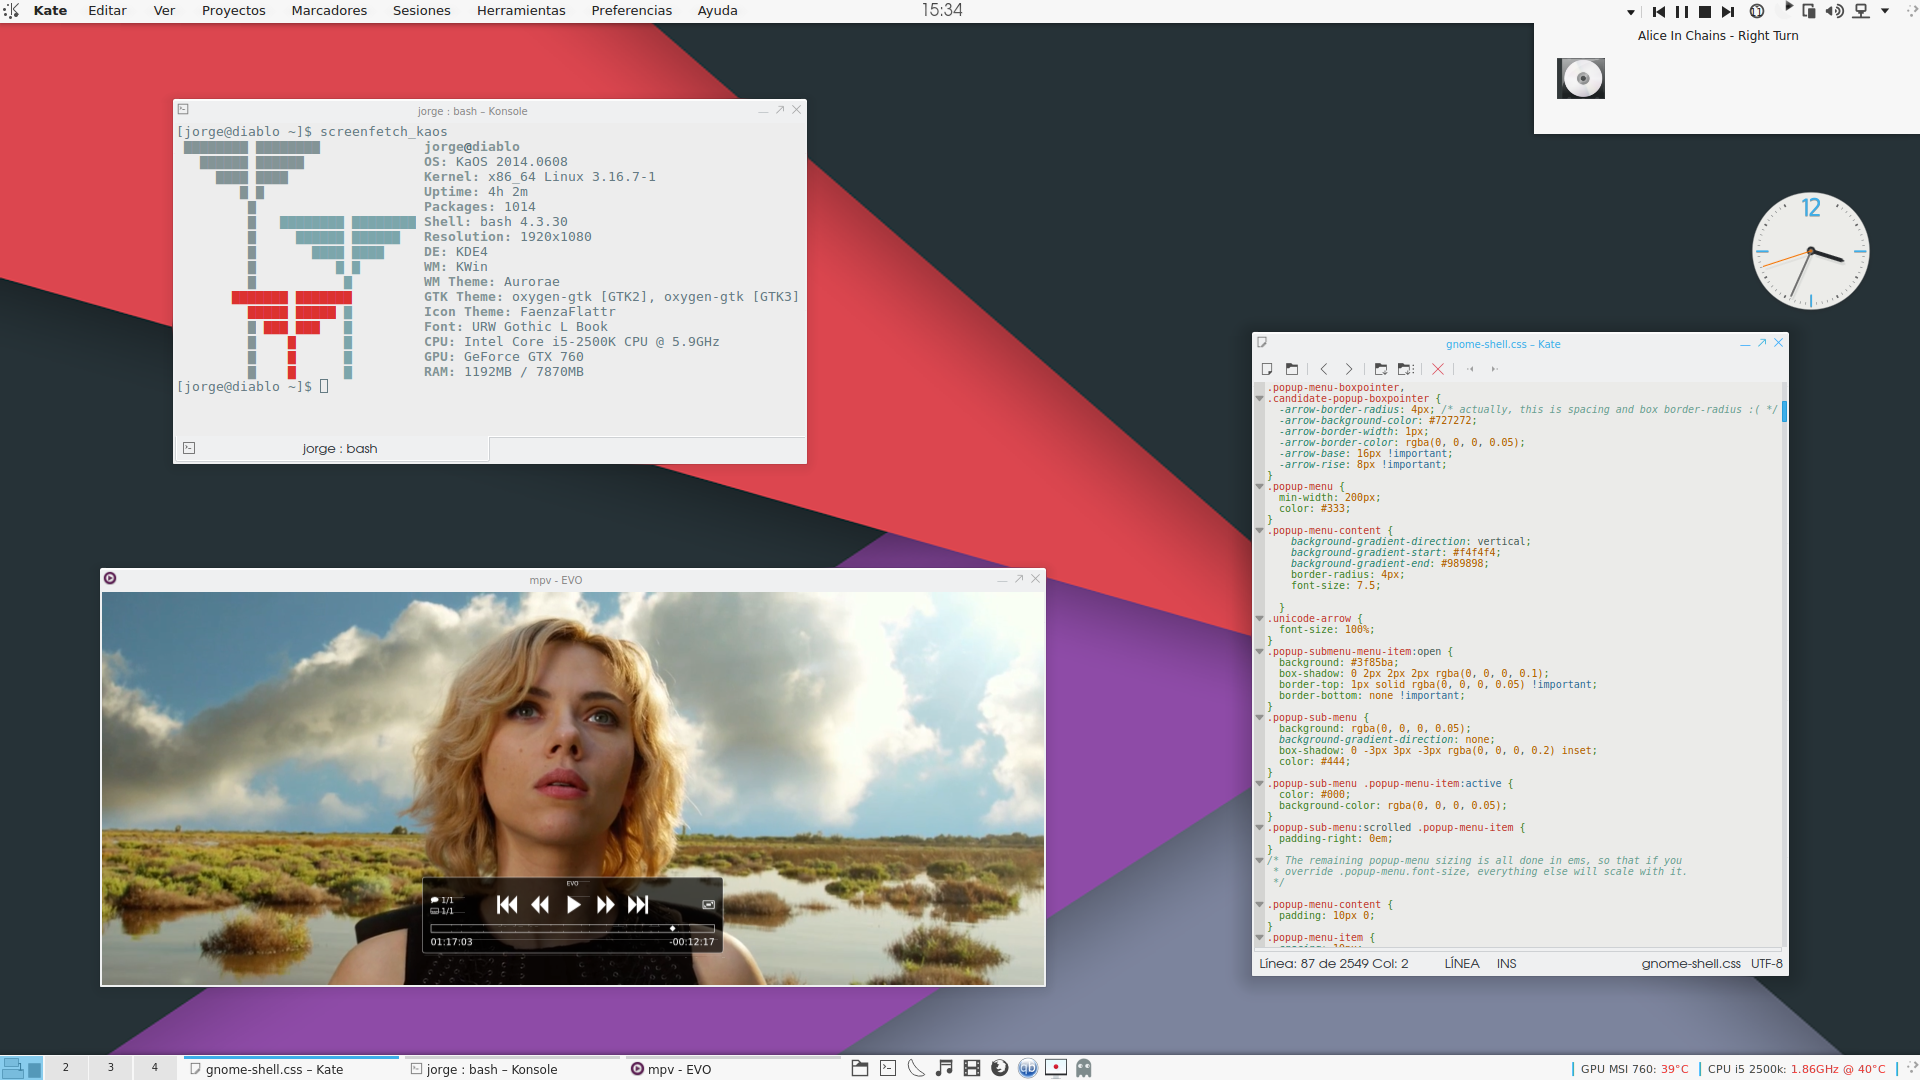 Kate Editar Ver Proyectos Marcadores Sesiones Herramientas Preferencias Ayuda
15:34
11
Alice In Chains - Right Turn
jorge : bash – Konsole
[jorge@diablo ~]$ screenfetch_kaos
jorge@diablo
OS: KaOS 2014.0608
Kernel: x86_64 Linux 3.16.7-1
Uptime: 4h 2m
Packages: 1014
Shell: bash 4.3.30
Resolution: 1920x1080
DE: KDE4
WM: KWin
WM Theme: Aurorae
GTK Theme: oxygen-gtk [GTK2], oxygen-gtk [GTK3]
Icon Theme: FaenzaFlattr
Font: URW Gothic L Book
CPU: Intel Core i5-2500K CPU @ 5.9GHz
GPU: GeForce GTX 760
RAM: 1192MB / 7870MB
[jorge@diablo ~]$
jorge : bash
12
gnome-shell.css – Kate
.popup-menu-boxpointer,
.candidate-popup-boxpointer {
-arrow-border-radius: 4px; /* actually, this is spacing and box border-radius :( */
-arrow-background-color: #727272;
-arrow-border-width: 1px;
-arrow-border-color: rgba(0, 0, 0, 0.05);
-arrow-base: 16px !important;
-arrow-rise: 8px !important;
}
.popup-menu {
min-width: 200px;
color: #333;
}
.popup-menu-content {
background-gradient-direction: vertical;
background-gradient-start: #f4f4f4;
background-gradient-end: #989898;
border-radius: 4px;
font-size: 7.5;
}
.unicode-arrow {
font-size: 100%;
}
.popup-submenu-menu-item:open {
background: #3f85ba;
box-shadow: 0 2px 2px 2px rgba(0, 0, 0, 0.1);
border-top: 1px solid rgba(0, 0, 0, 0.05) !important;
border-bottom: none !important;
}
.popup-sub-menu {
background: rgba(0, 0, 0, 0.05);
background-gradient-direction: none;
box-shadow: 0 -3px 3px -3px rgba(0, 0, 0, 0.2) inset;
color: #444;
}
.popup-sub-menu .popup-menu-item:active {
color: #000;
background-color: rgba(0, 0, 0, 0.05);
}
.popup-sub-menu:scrolled .popup-menu-item {
padding-right: 0em;
}
/* The remaining popup-menu sizing is all done in ems, so that if you
* override .popup-menu.font-size, everything else will scale with it.
*/
.popup-menu-content {
padding: 10px 0;
}
.popup-menu-item {
Línea: 87 de 2549 Col: 2 LÍNEA INS gnome-shell.css UTF-8
mpv - EVO
EVO
1/1
1/1
01:17:03 -00:12:17
1 2 3 4 gnome-shell.css – Kate jorge : bash – Konsole mpv - EVO qb GPU MSI 760: 39°C CPU i5 2500k: 1.86GHz @ 40°C